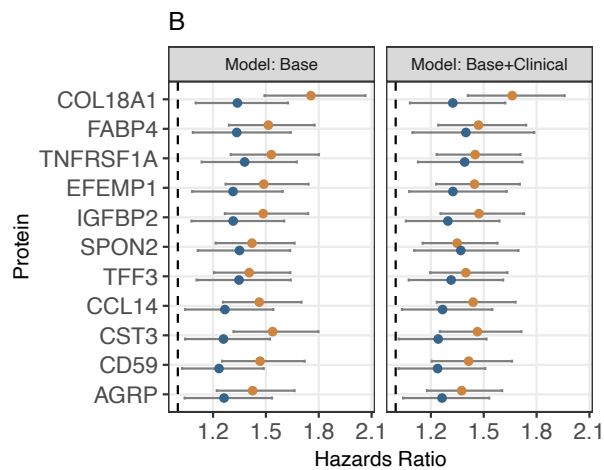 B
Model: Base
Model: Base+Clinical
COL18A1
FABP4
TNFRSF1A
EFEMP1
IGFBP2
SPON2
TFF3
CCL14
CST3
CD59
AGRP
Protein
1.2 1.5 1.8 2.1
1.2 1.5 1.8 2.1
Hazards Ratio